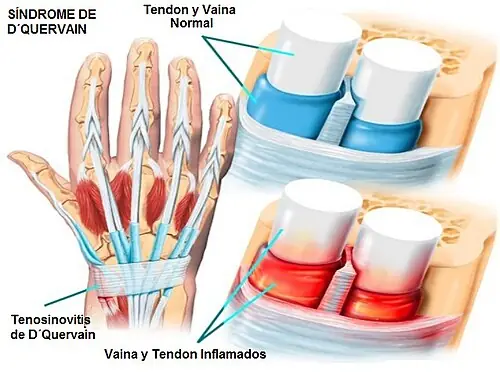 SÍNDROME DE
D´QUERVAIN
Tendon y Vaina
Normal
Tenosinovitis
de D´Quervain
Vaina y Tendon Inflamados